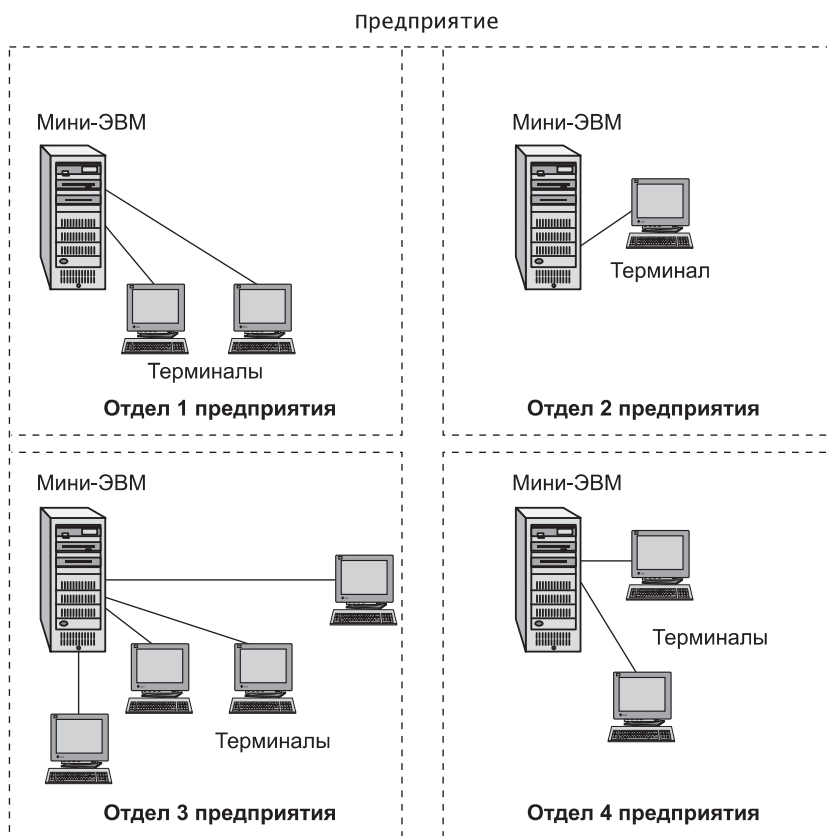 Предприятие
Мини-ЭВМ
Терминалы
Отдел 1 предприятия
Мини-ЭВМ
Терминал
Отдел 2 предприятия
Мини-ЭВМ
Терминалы
Отдел 3 предприятия
Мини-ЭВМ
Терминалы
Отдел 4 предприятия